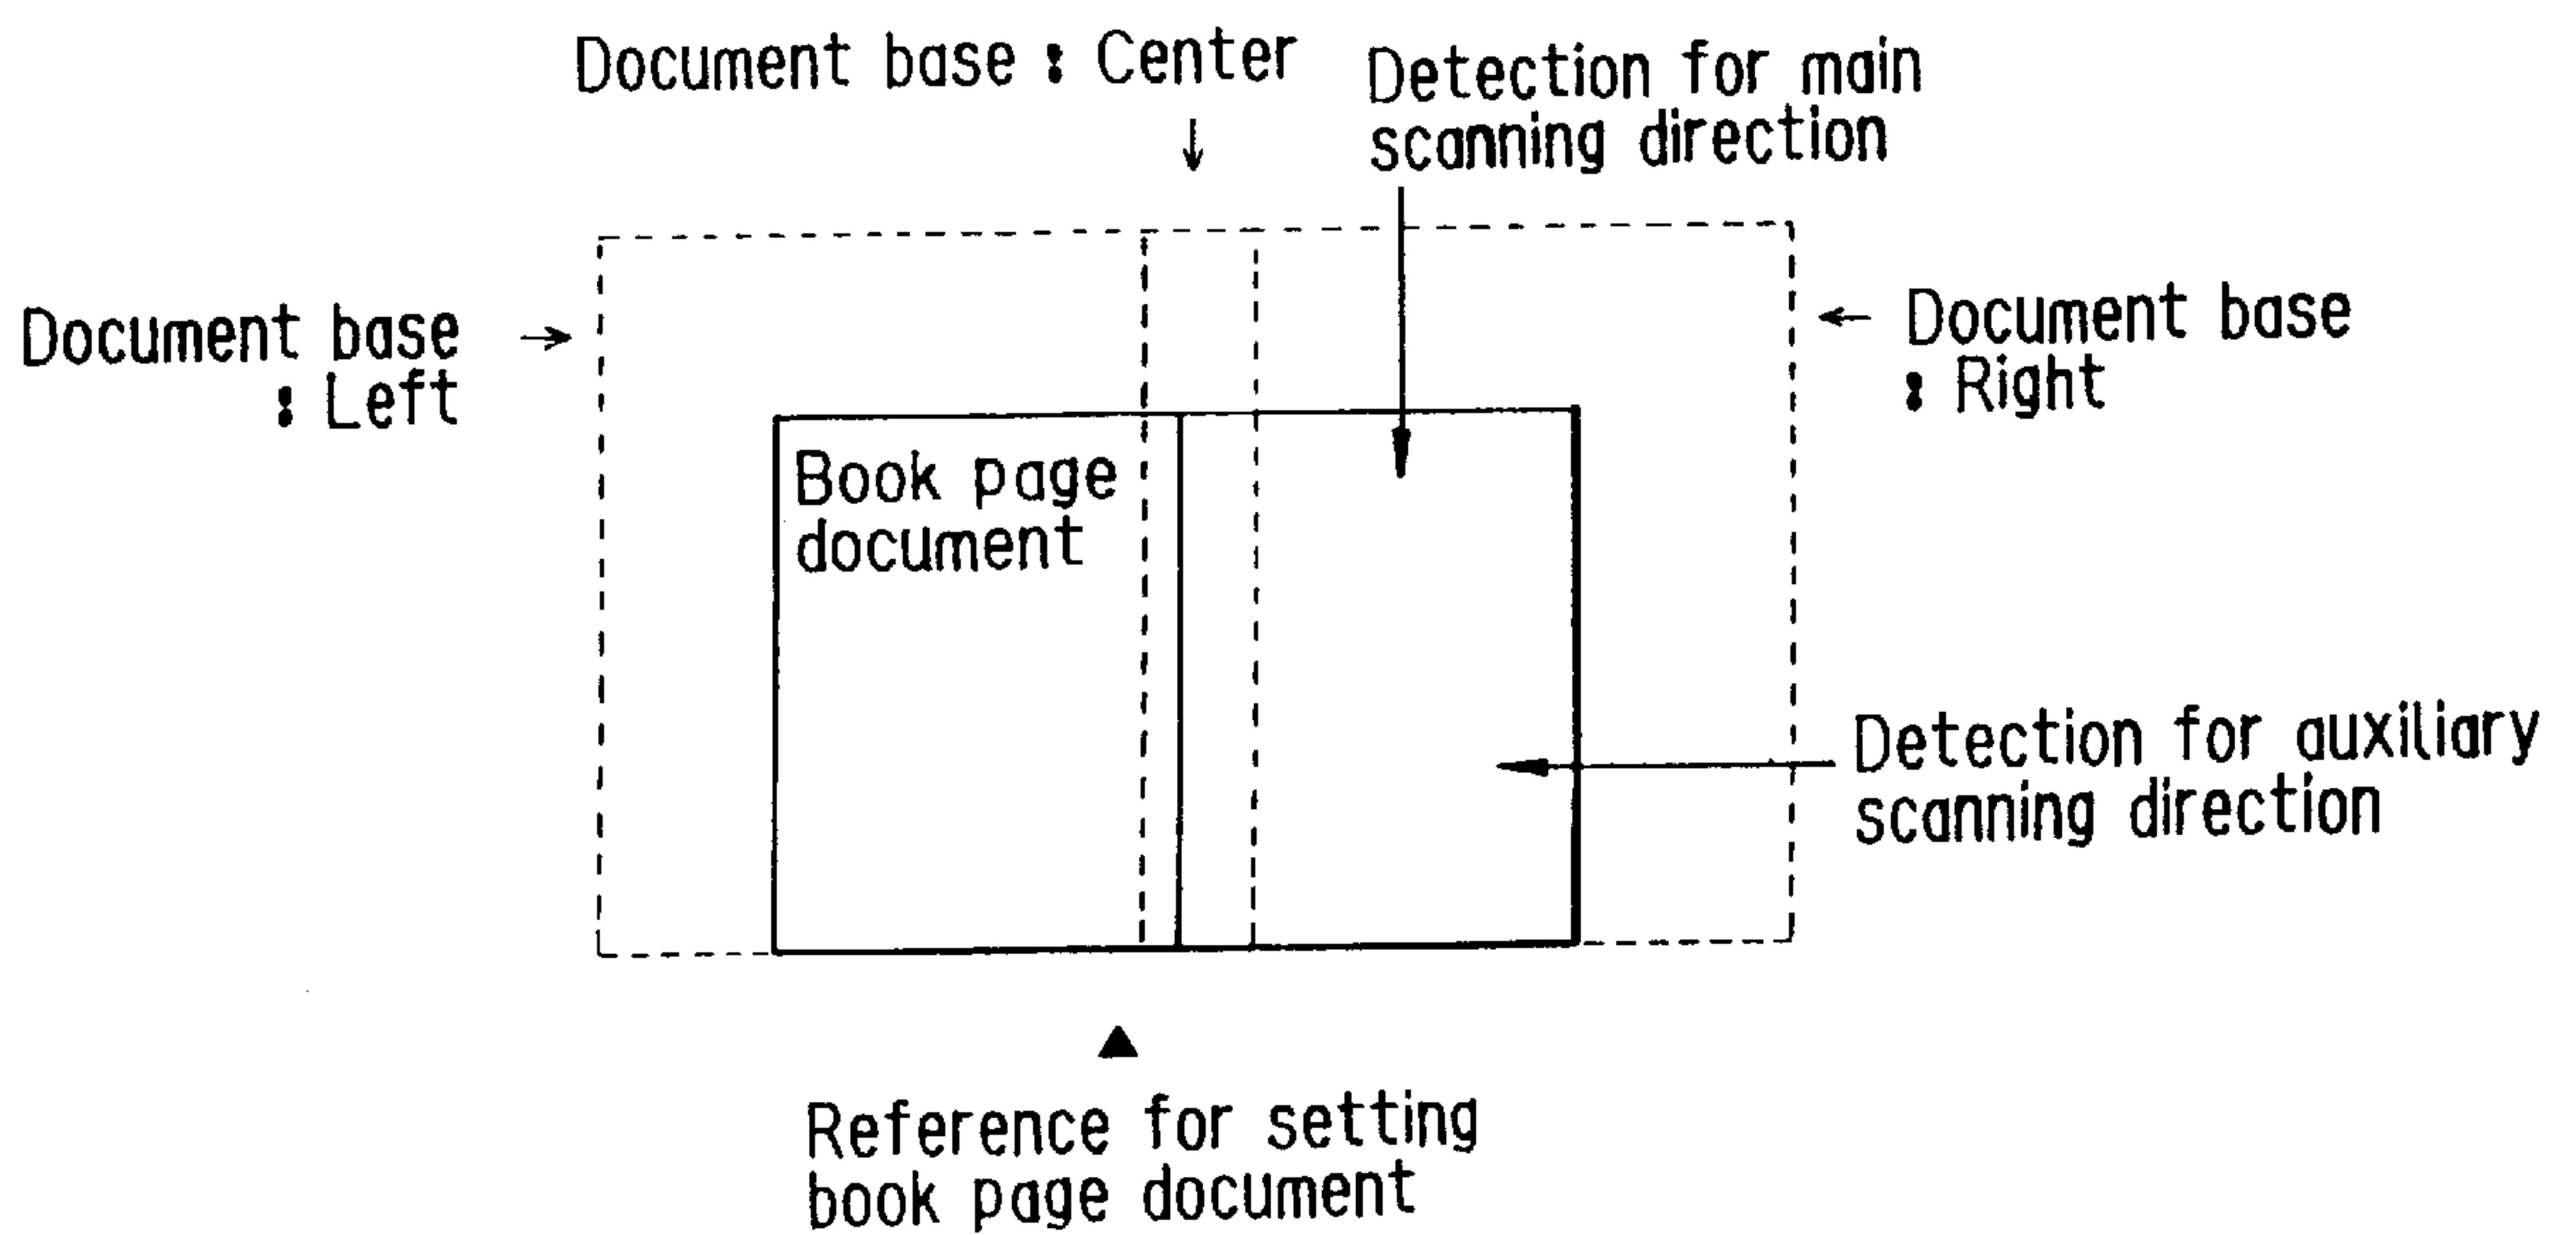 Document base : Center
Detection for main
scanning direction
Document base
: Left
Document base
: Right
Book page
document
Detection for auxiliary
scanning direction
Reference for setting
book page document